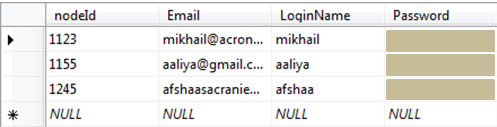 nodeId Email LoginName Password
1123 mikhail@acron... mikhail
1155 aaliya@gmail.c... aaliya
1245 afshaasacranie... afshaa
NULL NULL NULL NULL